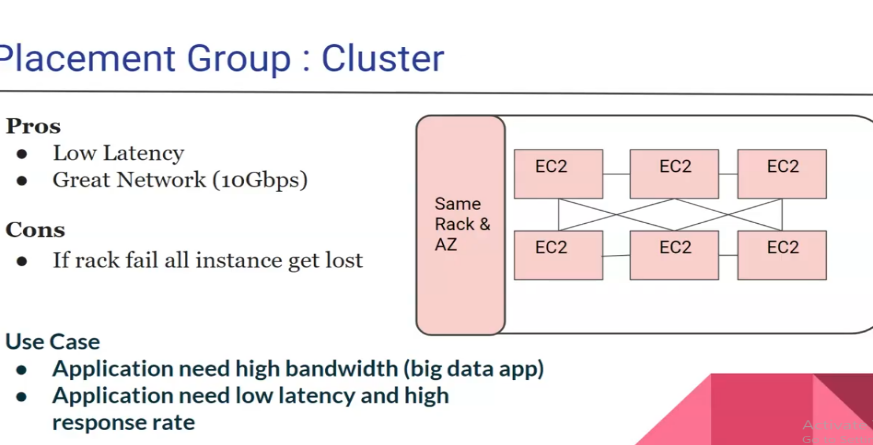 Placement Group : Cluster
Pros
● Low Latency
● Great Network (10Gbps)
Cons
● If rack fail all instance get lost
Same
Rack &
AZ
EC2 EC2 EC2
EC2 EC2 EC2
Use Case
● Application need high bandwidth (big data app)
● Application need low latency and high
response rate